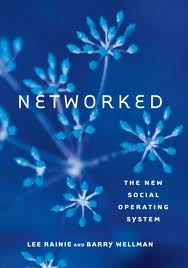 NETWORKED
THE NEW
SOCIAL
OPERATING
SYSTEM
LEE RAINIE AND BARRY WELLMAN